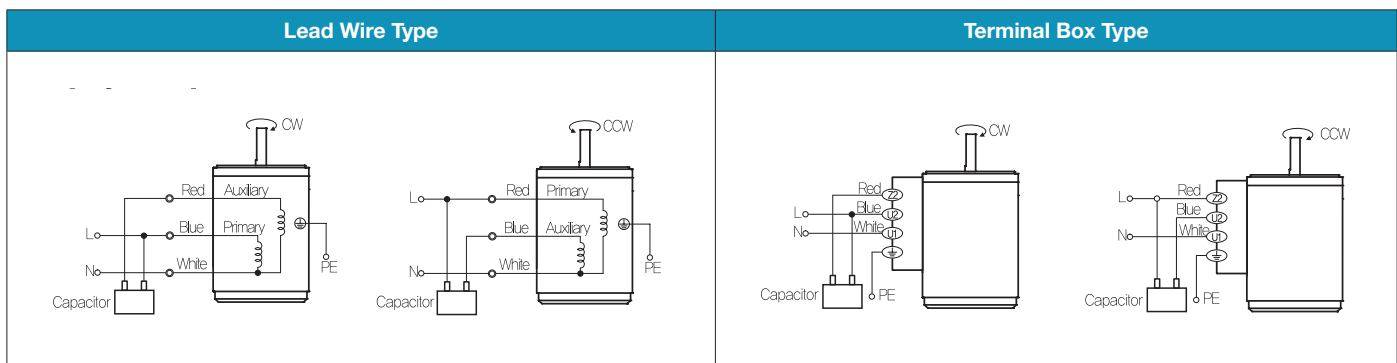 Lead Wire Type
Terminal Box Type
CW
Red
Auxiliary
Blue
Primary
L
White
N
PE
Capacitor
CCW
L
Red
Primary
Blue
Auxiliary
White
N
PE
Capacitor
CW
Red
Z2
L
Blue
U2
N
White
U1
Capacitor
PE
CCW
L
Red
Z2
Blue
U2
N
White
U1
Capacitor
PE